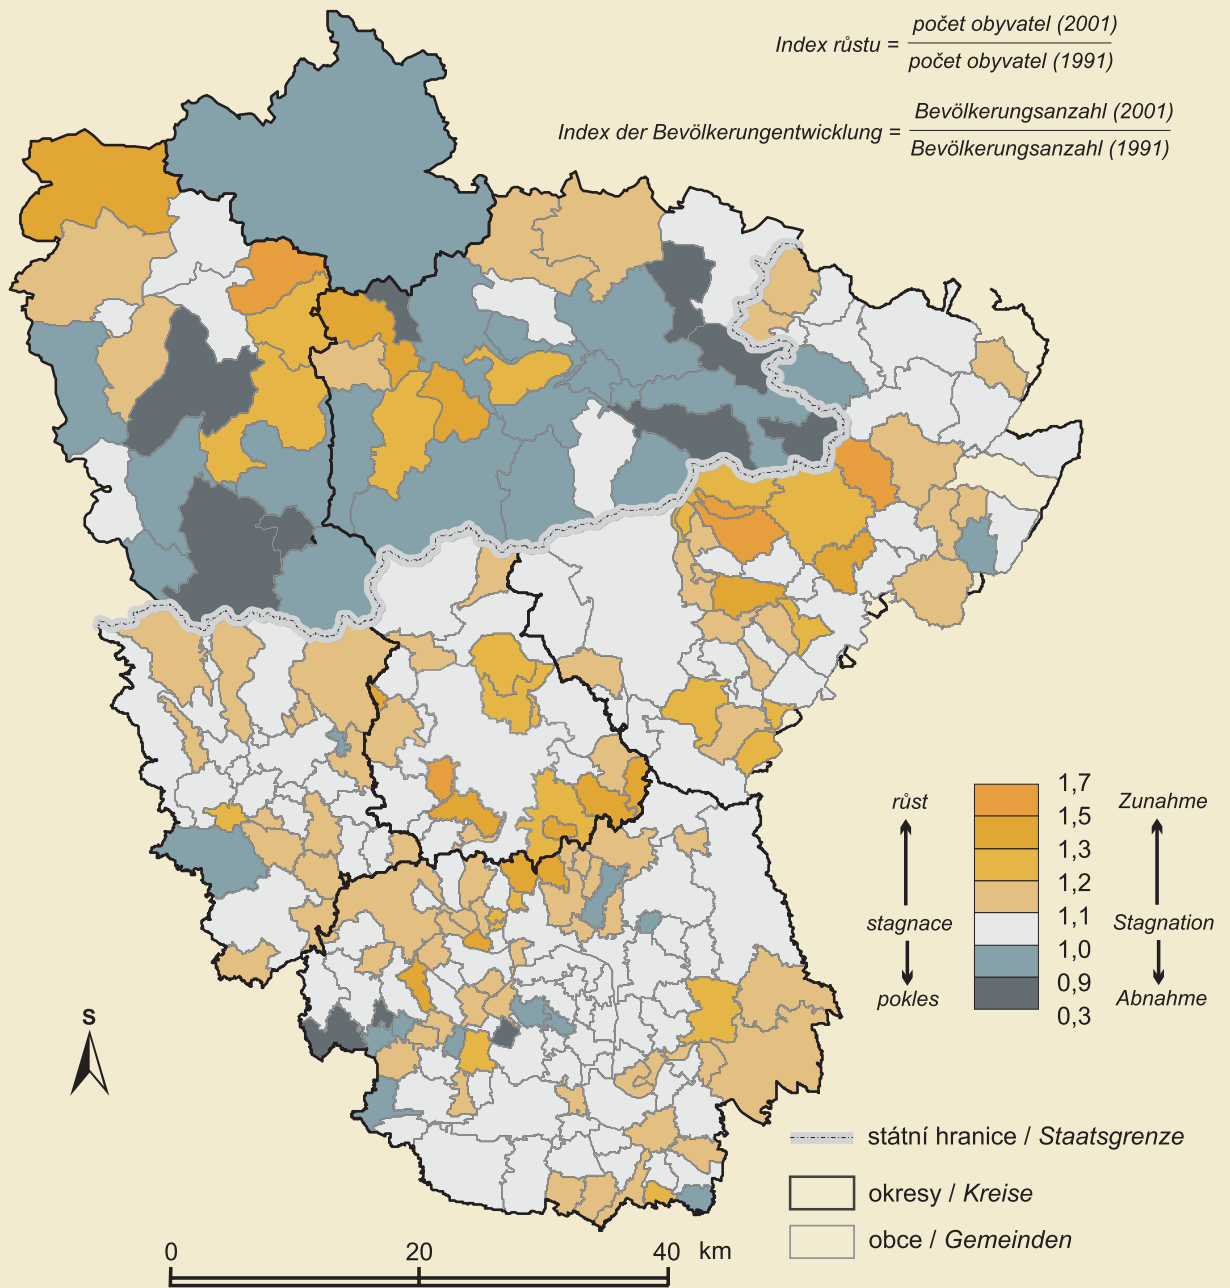 Index růstu = počet obyvatel (2001)
počet obyvatel (1991)
Index der Bevölkerungentwicklung = Bevölkerungsanzahl (2001)
Bevölkerungsanzahl (1991)
1,7
růst Zunahme
1,5
1,3
1,2
1,1
stagnace Stagnation
1,0
0,9
pokles Abnahme
0,3
S
státní hranice / Staatsgrenze
okresy / Kreise
obce / Gemeinden
0 20 40 km